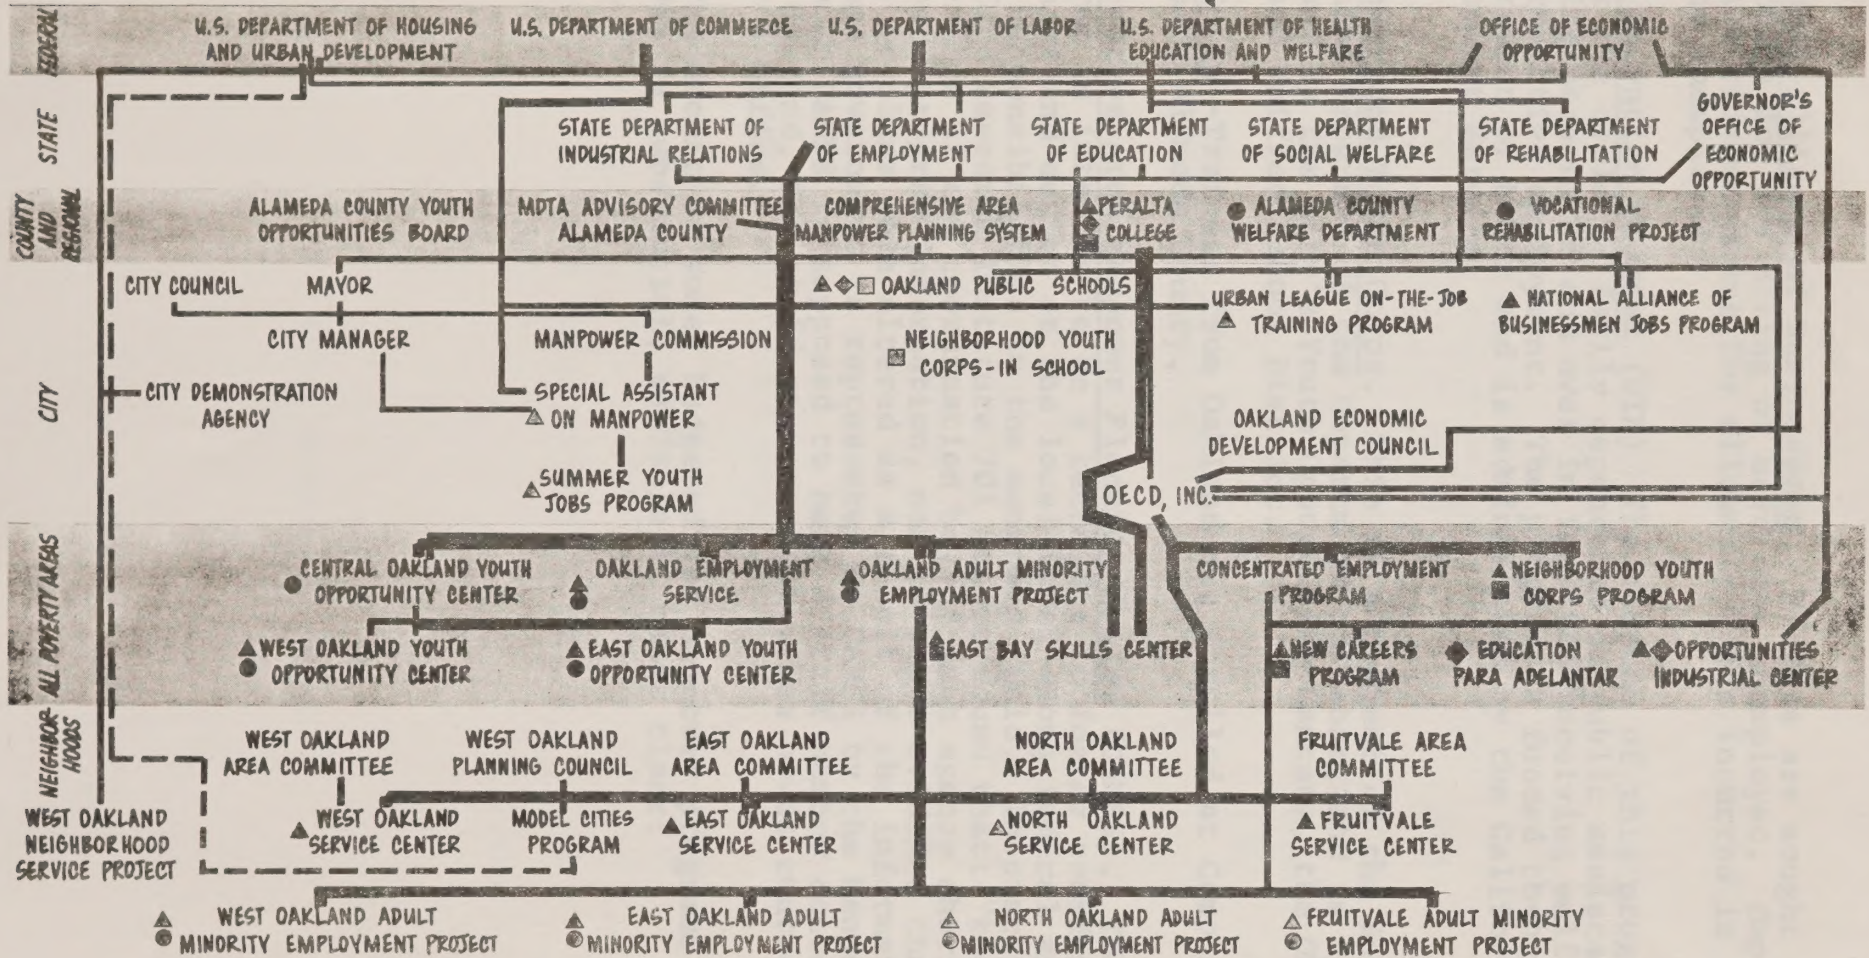 FEDERAL
U.S. DEPARTMENT OF HOUSING
AND URBAN DEVELOPMENT
U.S. DEPARTMENT OF COMMERCE
U.S. DEPARTMENT OF LABOR
U.S. DEPARTMENT OF HEALTH
EDUCATION AND WELFARE
OFFICE OF ECONOMIC
OPPORTUNITY
STATE
STATE DEPARTMENT OF
INDUSTRIAL RELATIONS
STATE DEPARTMENT
OF EMPLOYMENT
STATE DEPARTMENT
OF EDUCATION
STATE DEPARTMENT
OF SOCIAL WELFARE
STATE DEPARTMENT
OF REHABILITATION
GOVERNOR'S
OFFICE OF
ECONOMIC
OPPORTUNITY
COUNTY
AND
REGIONAL
ALAMEDA COUNTY YOUTH
OPPORTUNITIES BOARD
MDTA ADVISORY COMMITTEE
ALAMEDA COUNTY
COMPREHENSIVE AREA
MANPOWER PLANNING SYSTEM
PERALTA
COLLEGE
ALAMEDA COUNTY
WELFARE DEPARTMENT
VOCATIONAL
REHABILITATION PROJECT
CITY
CITY COUNCIL
MAYOR
OAKLAND PUBLIC SCHOOLS
URBAN LEAGUE ON-THE-JOB
TRAINING PROGRAM
NATIONAL ALLIANCE OF
BUSINESSMEN JOBS PROGRAM
CITY MANAGER
MANPOWER COMMISSION
NEIGHBORHOOD YOUTH
CORPS-IN SCHOOL
CITY DEMONSTRATION
AGENCY
SPECIAL ASSISTANT
ON MANPOWER
OAKLAND ECONOMIC
DEVELOPMENT COUNCIL
SUMMER YOUTH
JOBS PROGRAM
OECD, INC.
ALL POVERTY AREAS
CENTRAL OAKLAND YOUTH
OPPORTUNITY CENTER
OAKLAND EMPLOYMENT
SERVICE
OAKLAND ADULT MINORITY
EMPLOYMENT PROJECT
CONCENTRATED EMPLOYMENT
PROGRAM
NEIGHBORHOOD YOUTH
CORPS PROGRAM
WEST OAKLAND YOUTH
OPPORTUNITY CENTER
EAST OAKLAND YOUTH
OPPORTUNITY CENTER
EAST BAY SKILLS CENTER
NEW CAREERS
PROGRAM
EDUCATION
PARA ADELANTAR
OPPORTUNITIES
INDUSTRIAL CENTER
NEIGHBOR-
HOODS
WEST OAKLAND
AREA COMMITTEE
WEST OAKLAND
PLANNING COUNCIL
EAST OAKLAND
AREA COMMITTEE
NORTH OAKLAND
AREA COMMITTEE
FRUITVALE AREA
COMMITTEE
WEST OAKLAND
NEIGHBORHOOD
SERVICE PROJECT
WEST OAKLAND
SERVICE CENTER
MODEL CITIES
PROGRAM
EAST OAKLAND
SERVICE CENTER
NORTH OAKLAND
SERVICE CENTER
FRUITVALE
SERVICE CENTER
WEST OAKLAND ADULT
MINORITY EMPLOYMENT PROJECT
EAST OAKLAND ADULT
MINORITY EMPLOYMENT PROJECT
NORTH OAKLAND ADULT
MINORITY EMPLOYMENT PROJECT
FRUITVALE ADULT MINORITY
EMPLOYMENT PROJECT